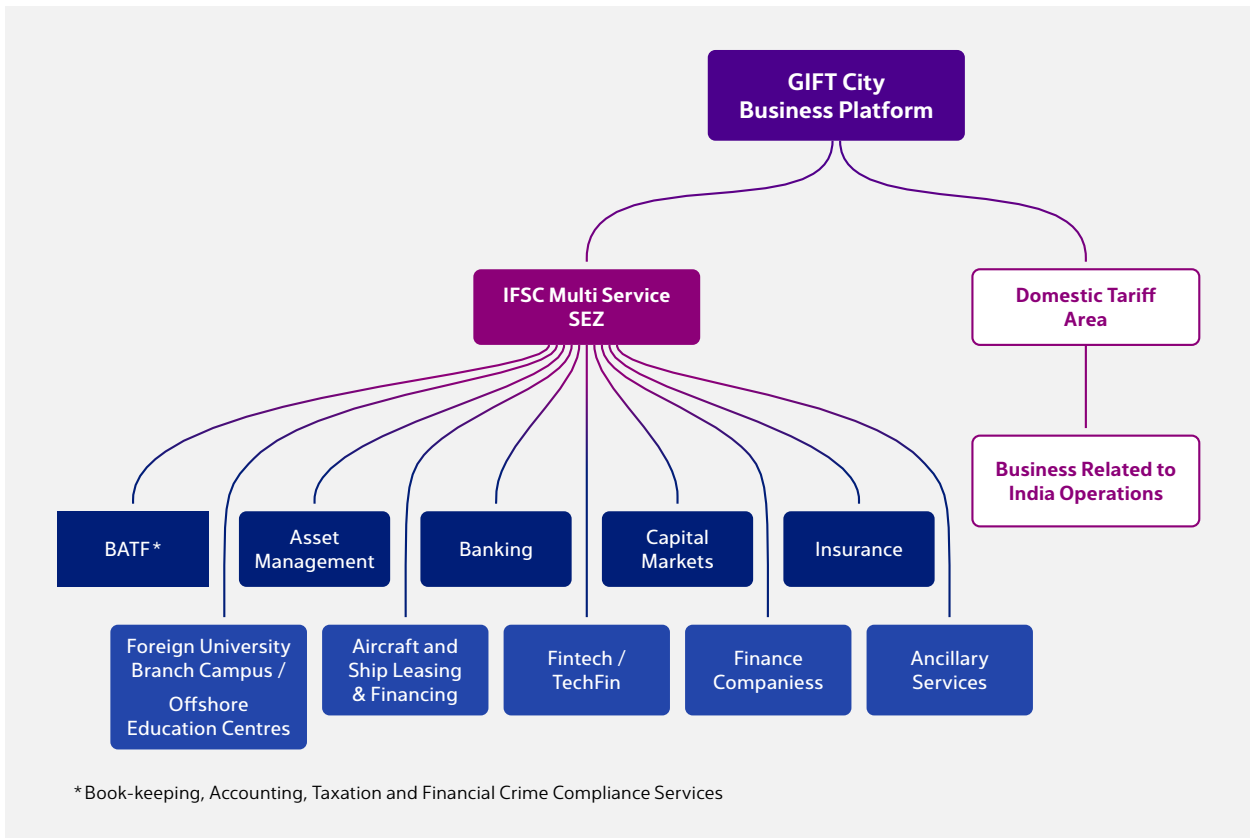 GIFT City
Business Platform
IFSC Multi Service
SEZ
Domestic Tariff
Area
Business Related to
India Operations
BATF*
Asset
Management
Banking
Capital
Markets
Insurance
Foreign University
Branch Campus /
Offshore
Education Centres
Aircraft and
Ship Leasing
& Financing
Fintech /
TechFin
Finance
Companiess
Ancillary
Services
*Book-keeping, Accounting, Taxation and Financial Crime Compliance Services